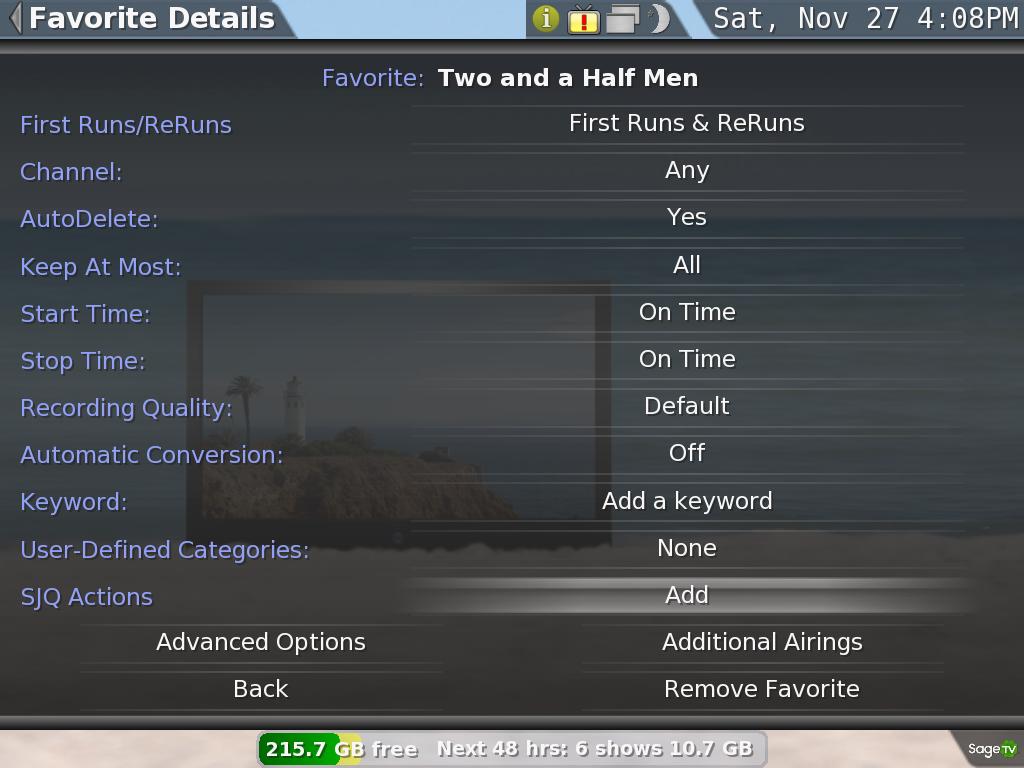 Favorite Details
Sat, Nov 27 4:08PM
Favorite: Two and a Half Men
First Runs/ReRuns First Runs & ReRuns
Channel: Any
AutoDelete: Yes
Keep At Most: All
Start Time: On Time
Stop Time: On Time
Recording Quality: Default
Automatic Conversion: Off
Keyword: Add a keyword
User-Defined Categories: None
SJQ Actions Add
Advanced Options Additional Airings
Back Remove Favorite
215.7 GB free Next 48 hrs: 6 shows 10.7 GB
SageTV